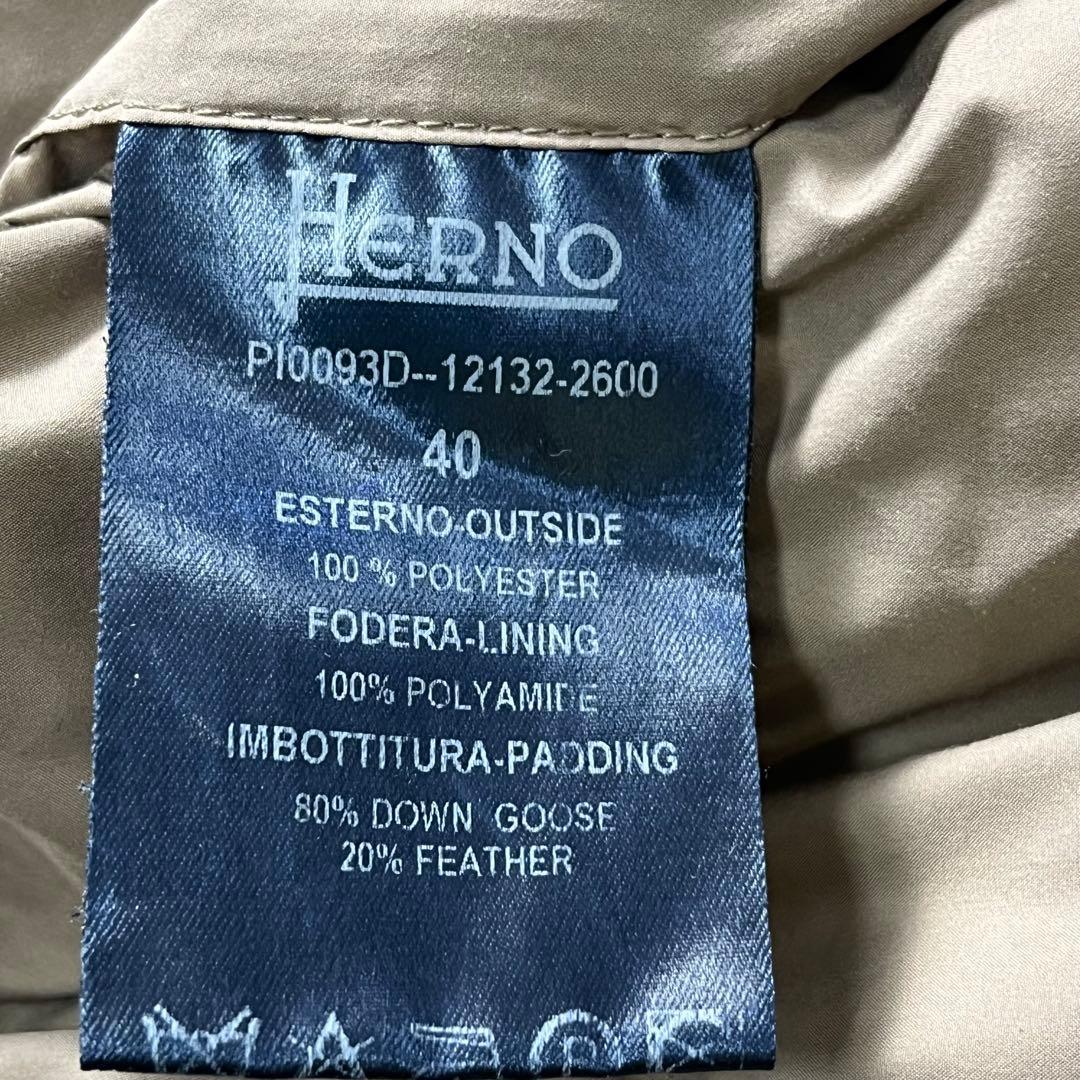 HERNO
PI0093D--12132-2600
40
ESTERNO-OUTSIDE
100 % POLYESTER
FODERA-LINING
100% POLYAMIDE
IMBOTTITURA-PADDING
80% DOWN GOOSE
20% FEATHER